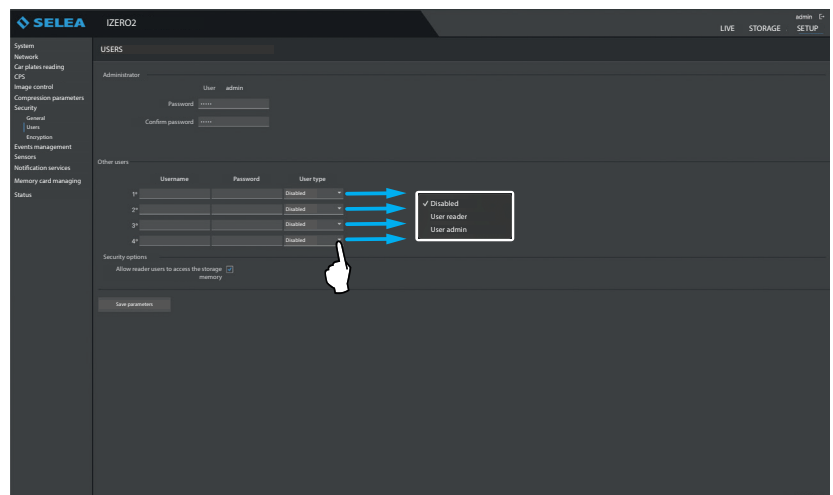 SELEA
IZERO2
admin
LIVE STORAGE SETUP
System
Network
Car plates reading
CPS
Image control
Compression parameters
Security
General
Users
Encryption
Events management
Sensors
Notification services
Memory card managing
Status
USERS
Administrator
User admin
Password •••••
Confirm password •••••
Other users
Username Password User type
1° Disabled
2° Disabled
3° Disabled
4° Disabled
✓ Disabled
User reader
User admin
Security options
Allow reader users to access the storage
memory
Save parameters